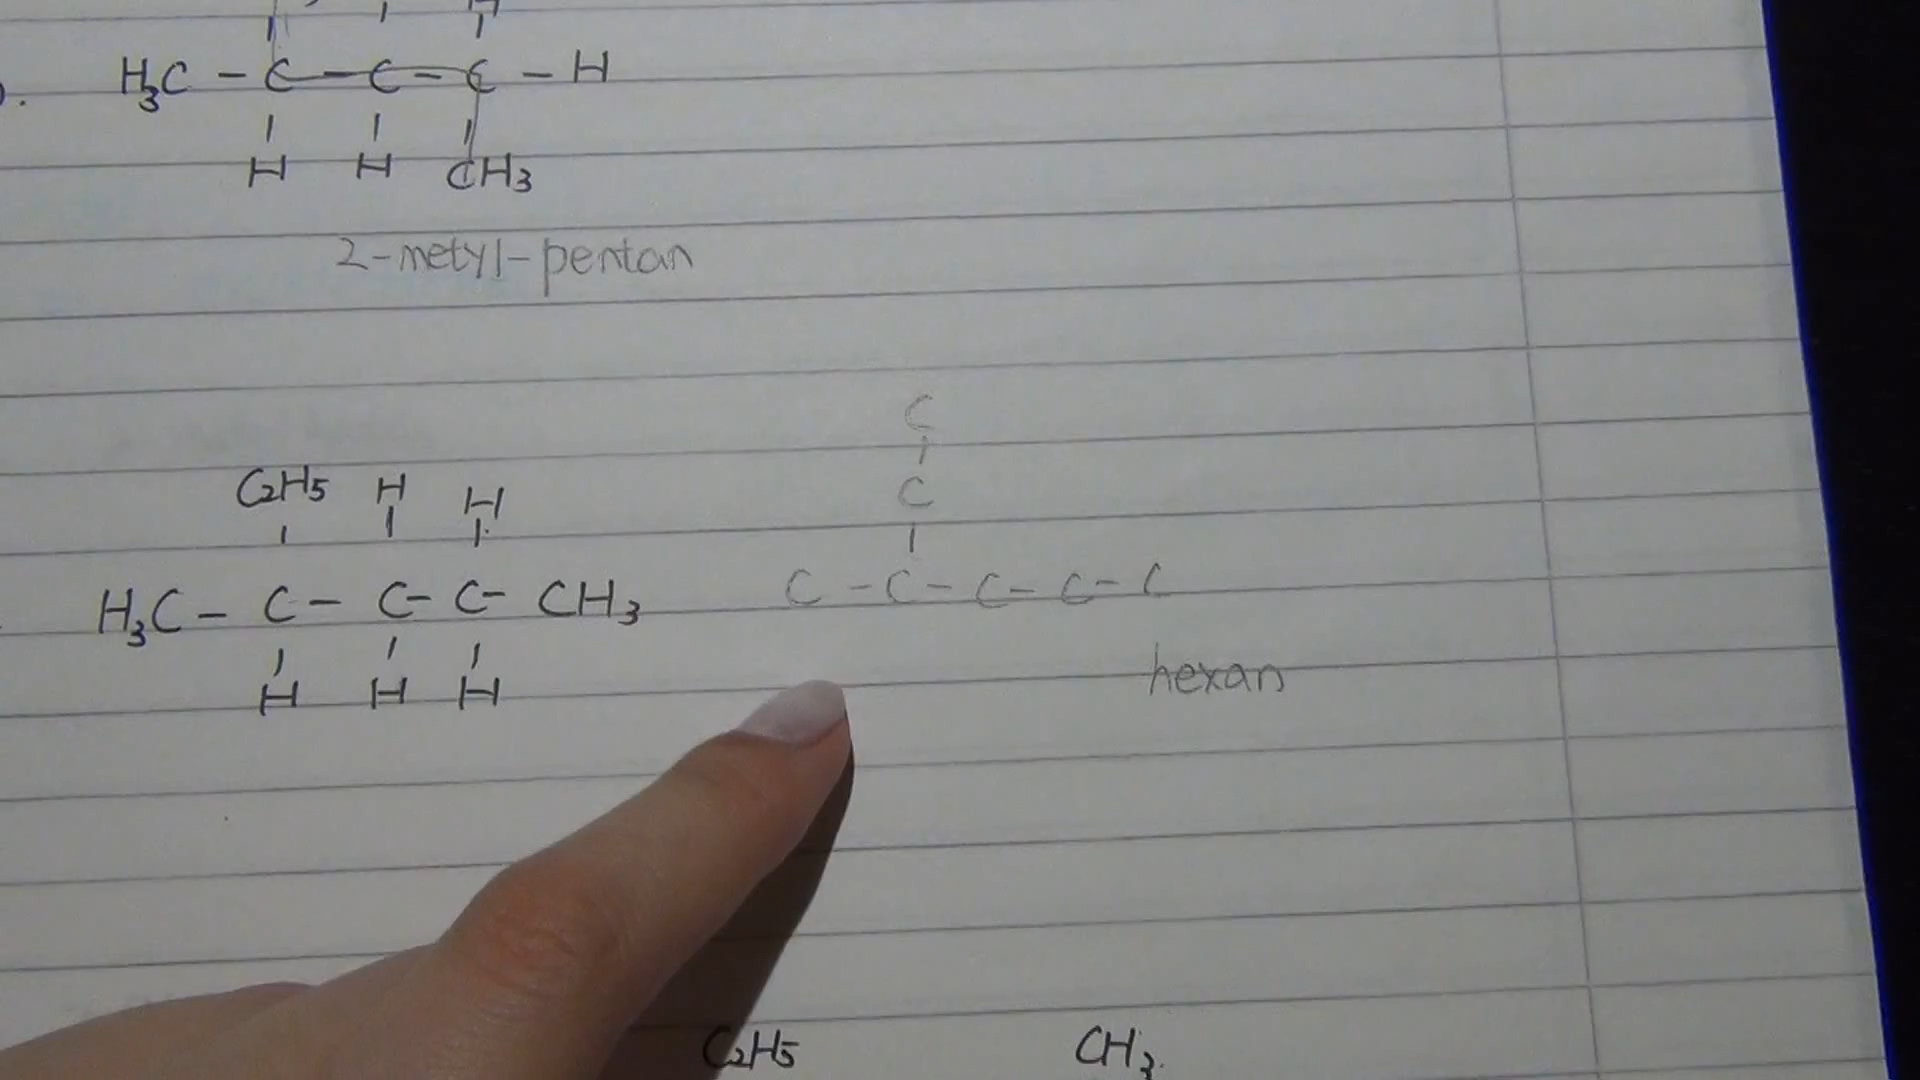 H
H₃C - C - C - C - H
H H CH₃
2-metyl-pentan
C
C₂H₅ H H C
H₃C - C - C - C - CH₃ C - C - C - C - C
H H H hexan
C₂H₅ CH₃